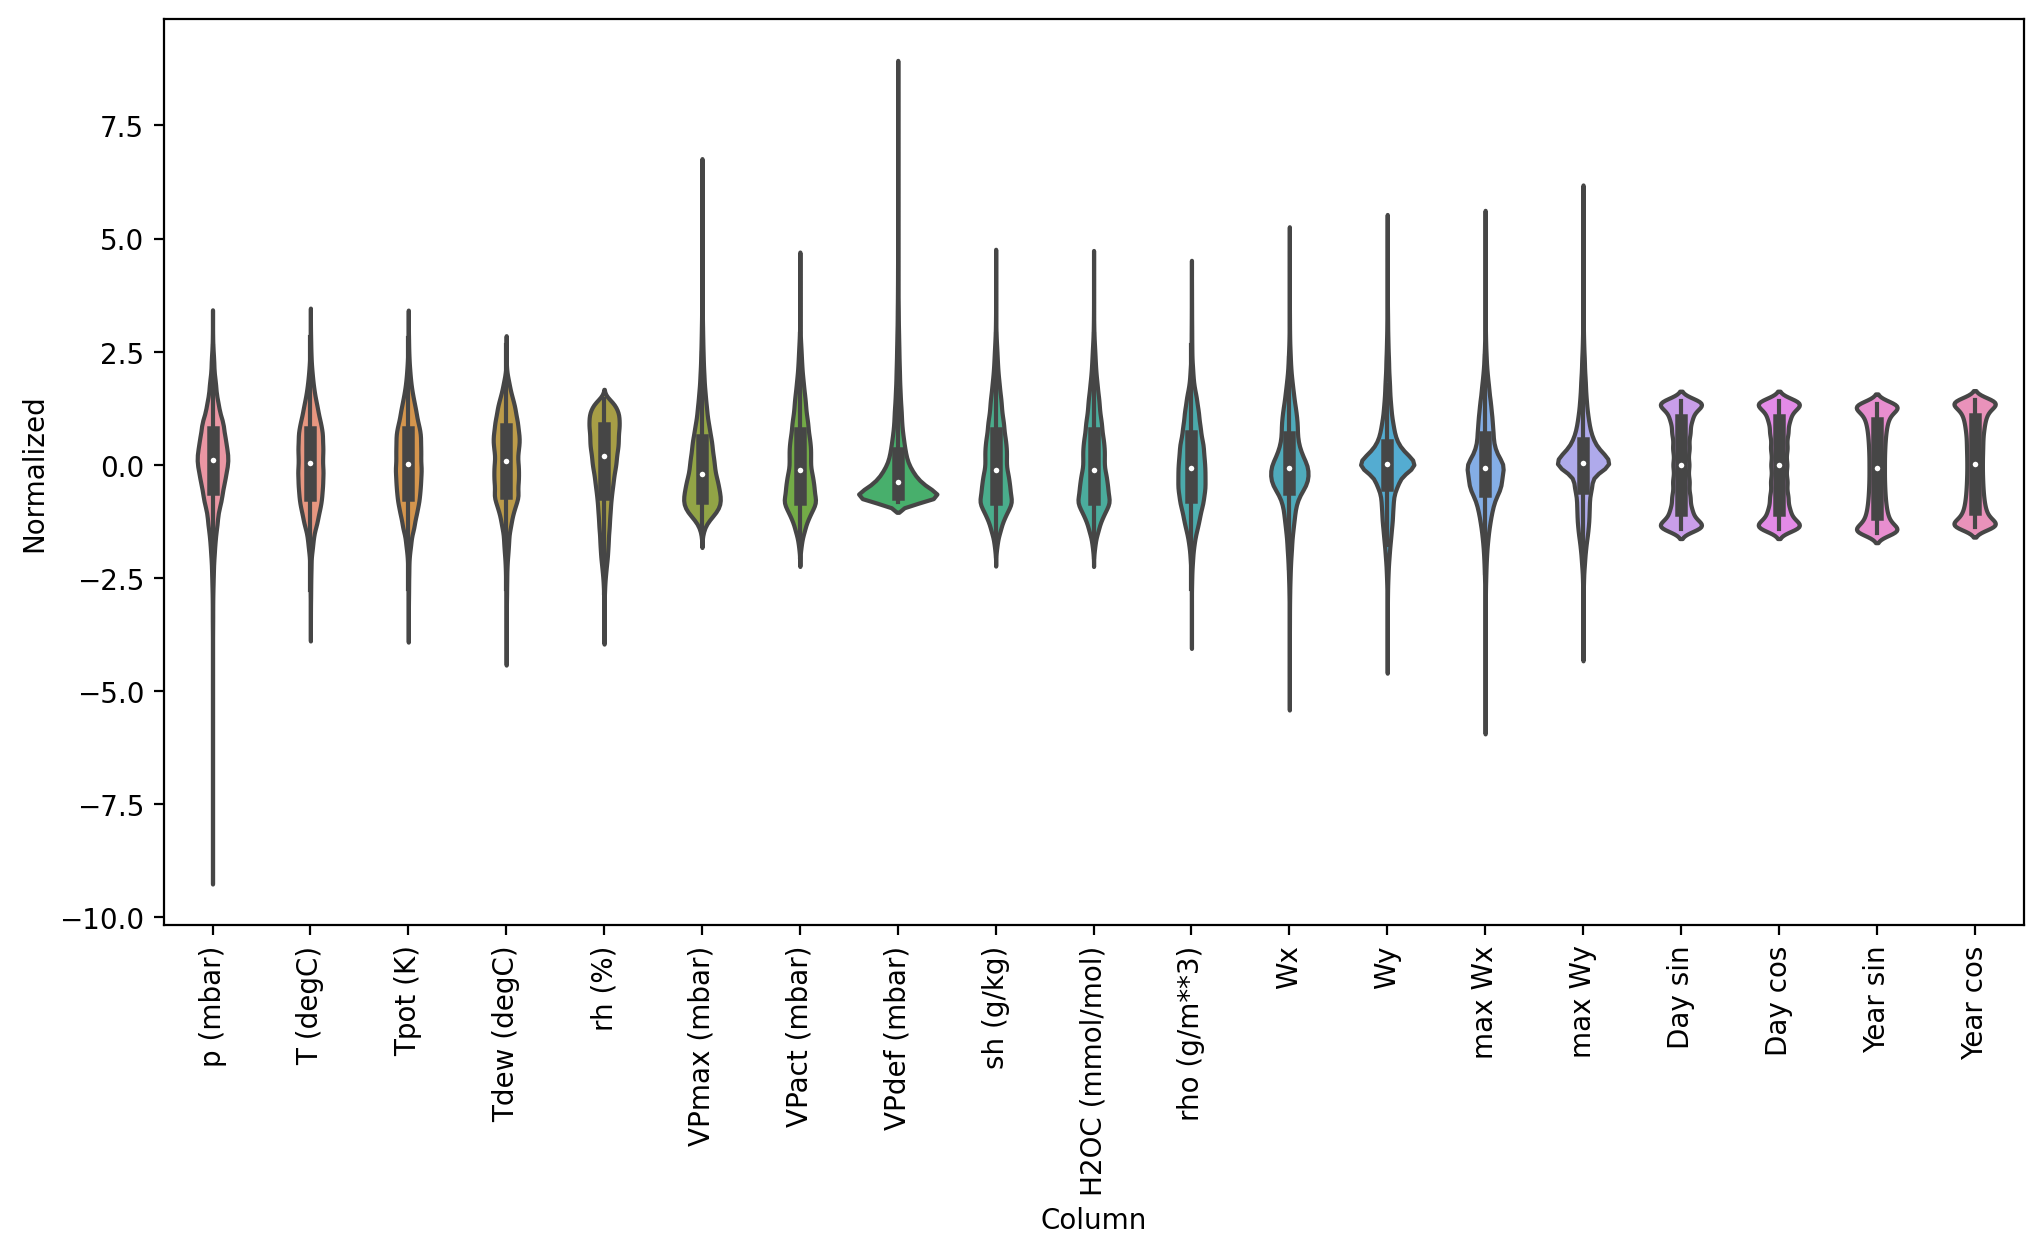 Normalized
7.5
5.0
2.5
0.0
−2.5
−5.0
−7.5
−10.0
p (mbar)
T (degC)
Tpot (K)
Tdew (degC)
rh (%)
VPmax (mbar)
VPact (mbar)
VPdef (mbar)
sh (g/kg)
H2OC (mmol/mol)
rho (g/m**3)
Wx
Wy
max Wx
max Wy
Day sin
Day cos
Year sin
Year cos
Column